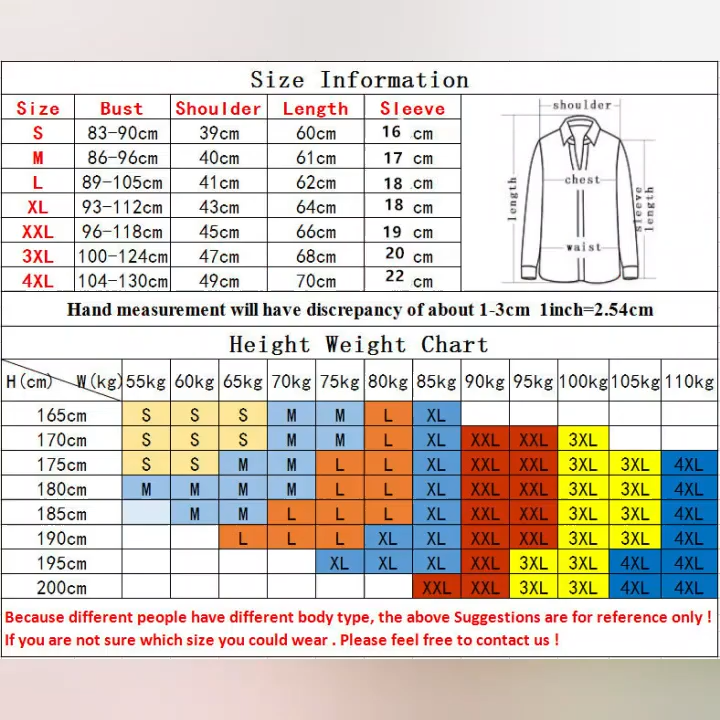 Size Information
Size Bust Shoulder Length Sleeve
S 83-90cm 39cm 60cm 16 cm
M 86-96cm 40cm 61cm 17 cm
L 89-105cm 41cm 62cm 18 cm
XL 93-112cm 43cm 64cm 18 cm
XXL 96-118cm 45cm 66cm 19 cm
3XL 100-124cm 47cm 68cm 20 cm
4XL 104-130cm 49cm 70cm 22 cm
shoulder
length
chest
waist
sleeve length
Hand measurement will have discrepancy of about 1-3cm 1inch=2.54cm
Height Weight Chart
H(cm) W(kg) 55kg 60kg 65kg 70kg 75kg 80kg 85kg 90kg 95kg 100kg 105kg 110kg
165cm S S S M M L XL
170cm S S S M M L XL XXL XXL 3XL
175cm S S M M L L XL XXL XXL 3XL 3XL 4XL
180cm M M M M L L XL XXL XXL 3XL 3XL 4XL
185cm M M L L L XL XXL XXL 3XL 3XL 4XL
190cm L L L XL XL XXL XXL 3XL 3XL 4XL
195cm XL XL XL XXL 3XL 3XL 4XL 4XL
200cm XXL XXL 3XL 3XL 4XL 4XL
Because different people have different body type, the above Suggestions are for reference only !
If you are not sure which size you could wear . Please feel free to contact us !